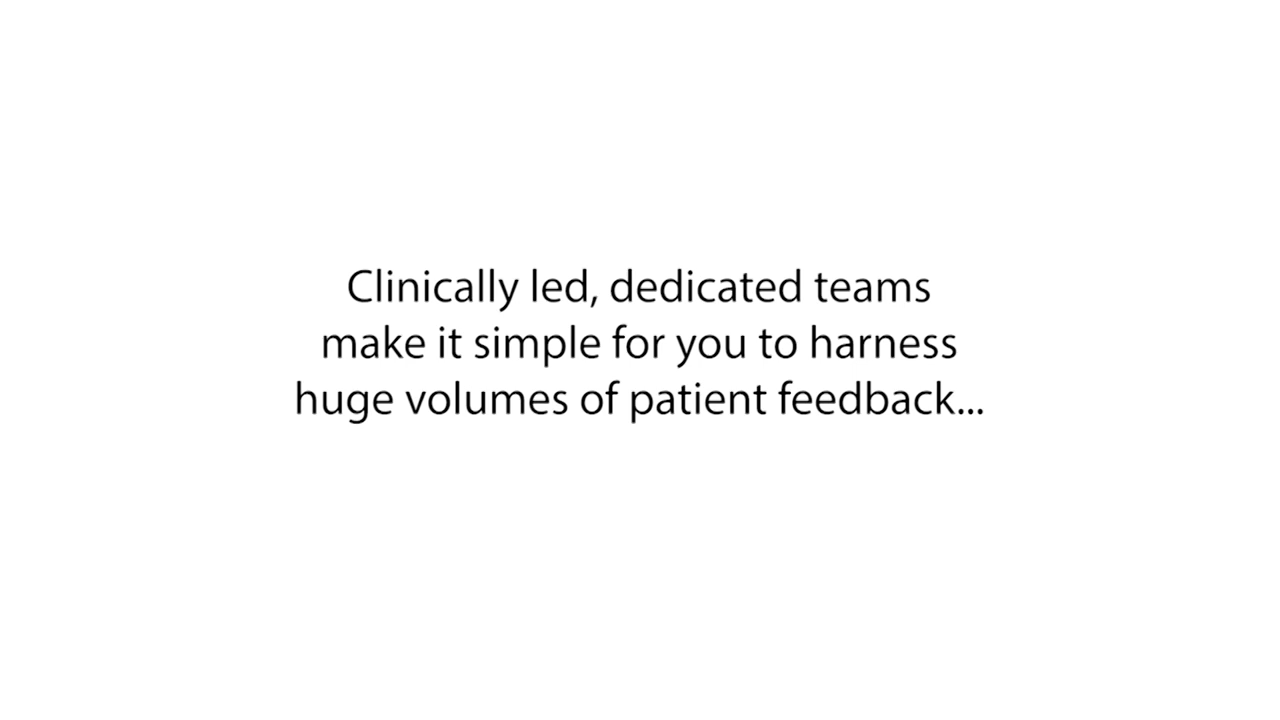 Clinically led, dedicated teams
make it simple for you to harness
huge volumes of patient feedback...